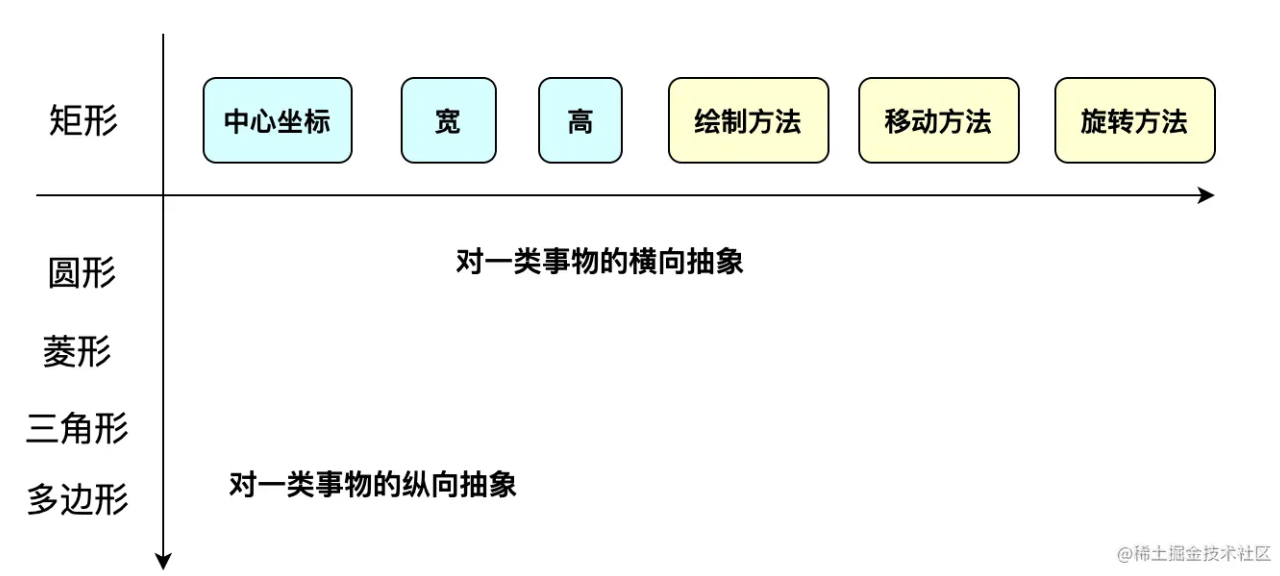 矩形 中心坐标 宽 高 绘制方法 移动方法 旋转方法
对一类事物的横向抽象
圆形
菱形
三角形
对一类事物的纵向抽象
多边形
@稀土掘金技术社区